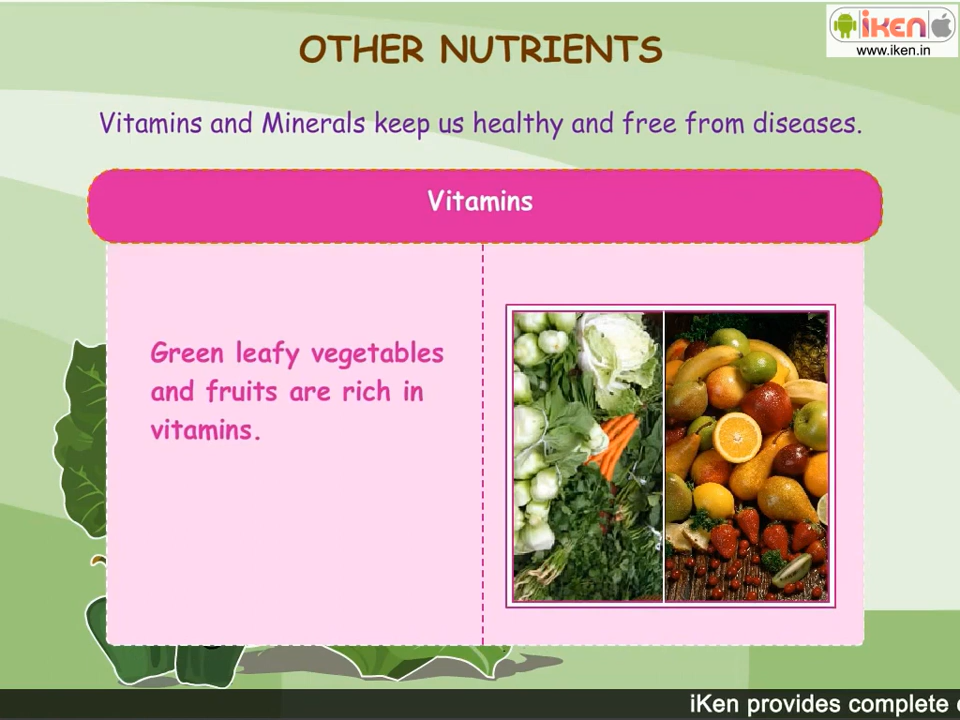 iKEN
www.iken.in
OTHER NUTRIENTS
Vitamins and Minerals keep us healthy and free from diseases.
Vitamins
Green leafy vegetables
and fruits are rich in
vitamins.
iKen provides complete